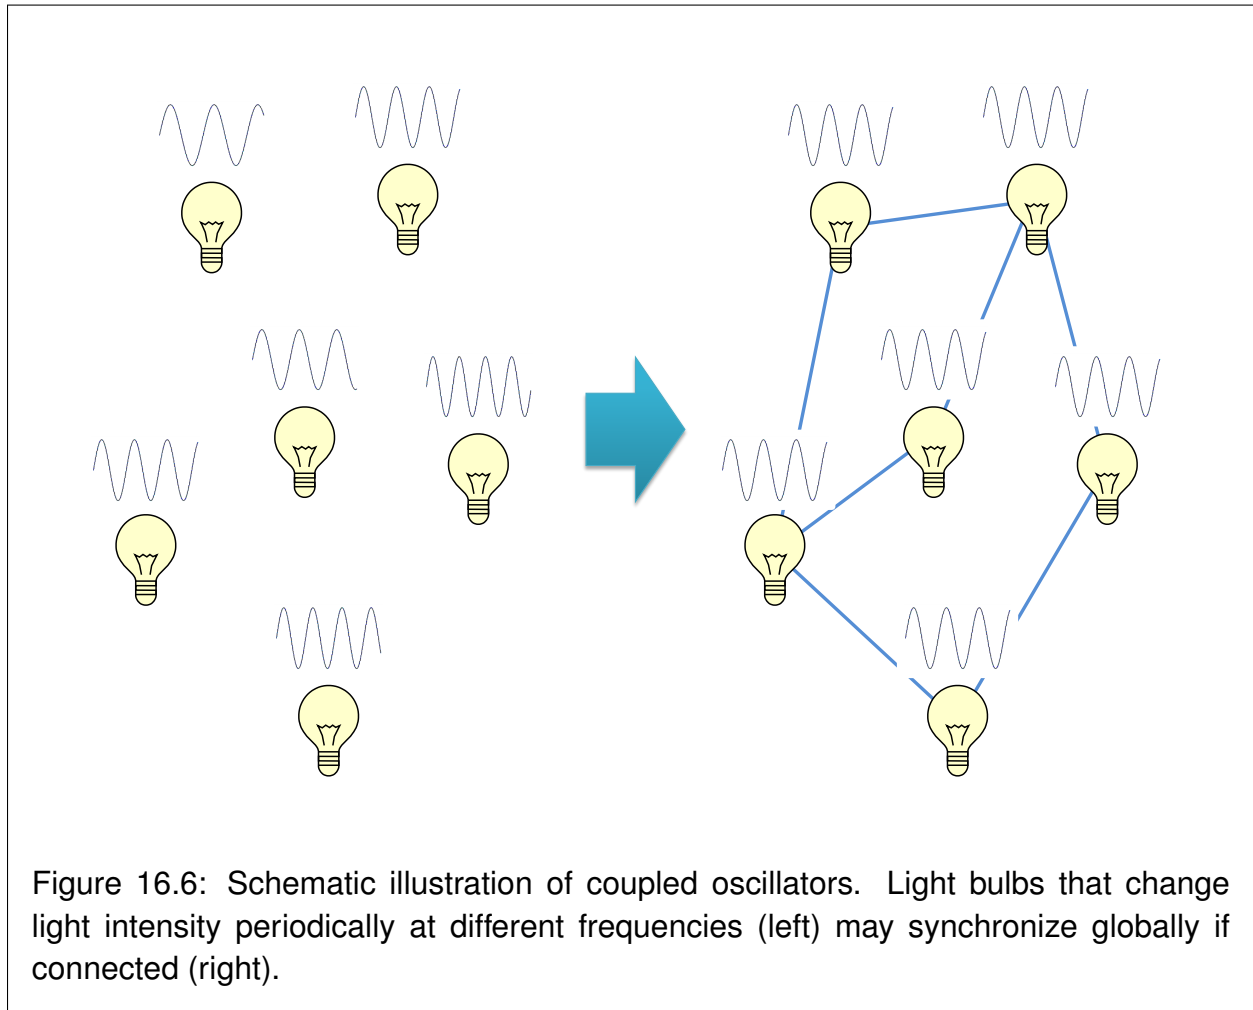 Figure 16.6: Schematic illustration of coupled oscillators. Light bulbs that change
light intensity periodically at different frequencies (left) may synchronize globally if
connected (right).